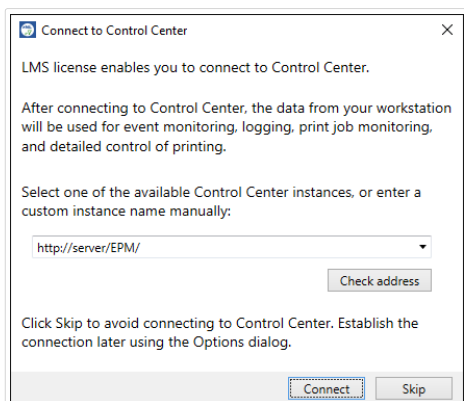 Connect to Control Center
LMS license enables you to connect to Control Center.
After connecting to Control Center, the data from your workstation
will be used for event monitoring, logging, print job monitoring,
and detailed control of printing.
Select one of the available Control Center instances, or enter a
custom instance name manually:
http://server/EPM/
Check address
Click Skip to avoid connecting to Control Center. Establish the
connection later using the Options dialog.
Connect
Skip